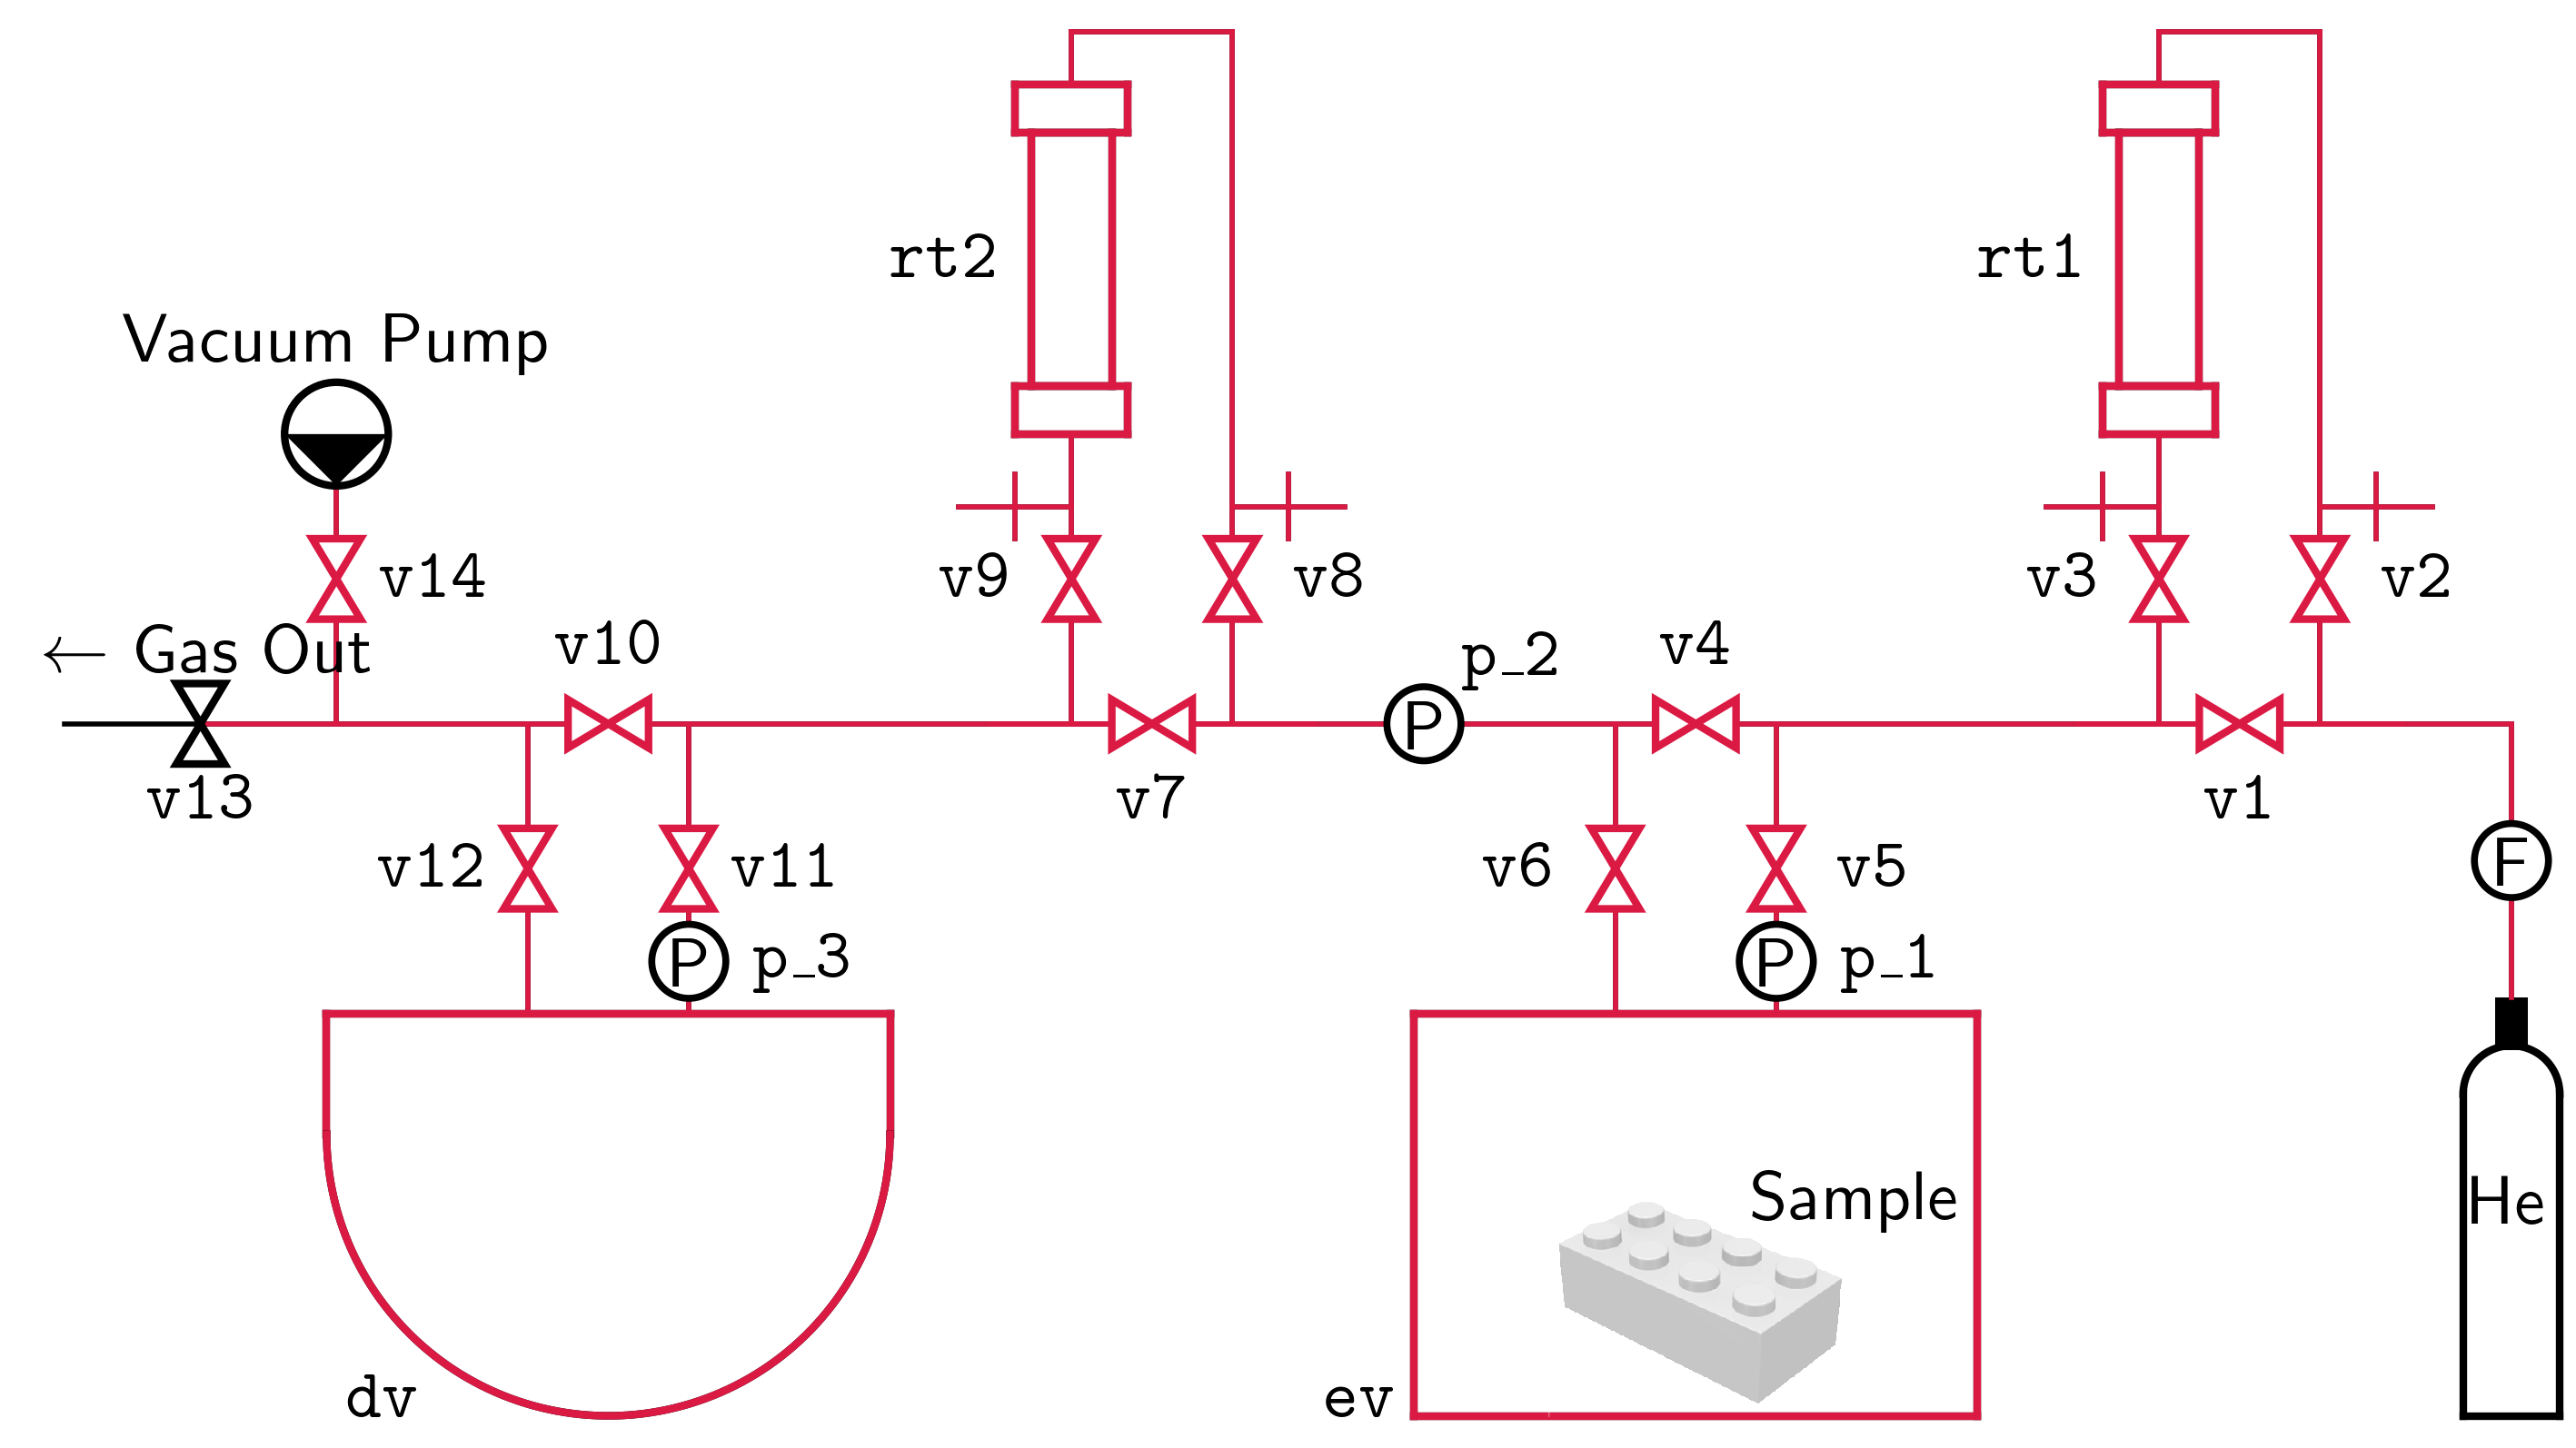 rt2
rt1
Vacuum Pump
v14
v9
v8
v3
v2
← Gas Out
v10
p_2
v4
P
v13
v7
v1
v12
v11
v6
v5
F
P
p_3
P
p_1
Sample
He
dv
ev